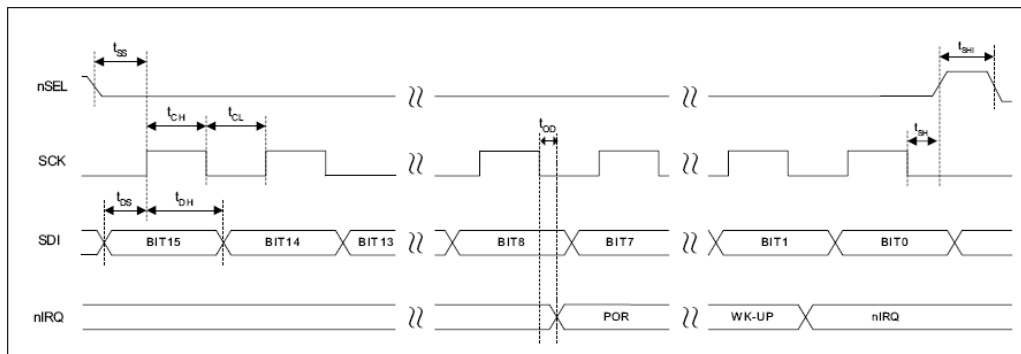 tSS tSHI
nSEL
tCH tCL tOD tSH
SCK
tDS tDH
SDI BIT15 BIT14 BIT13 BIT8 BIT7 BIT1 BIT0
nIRQ POR WK-UP nIRQ